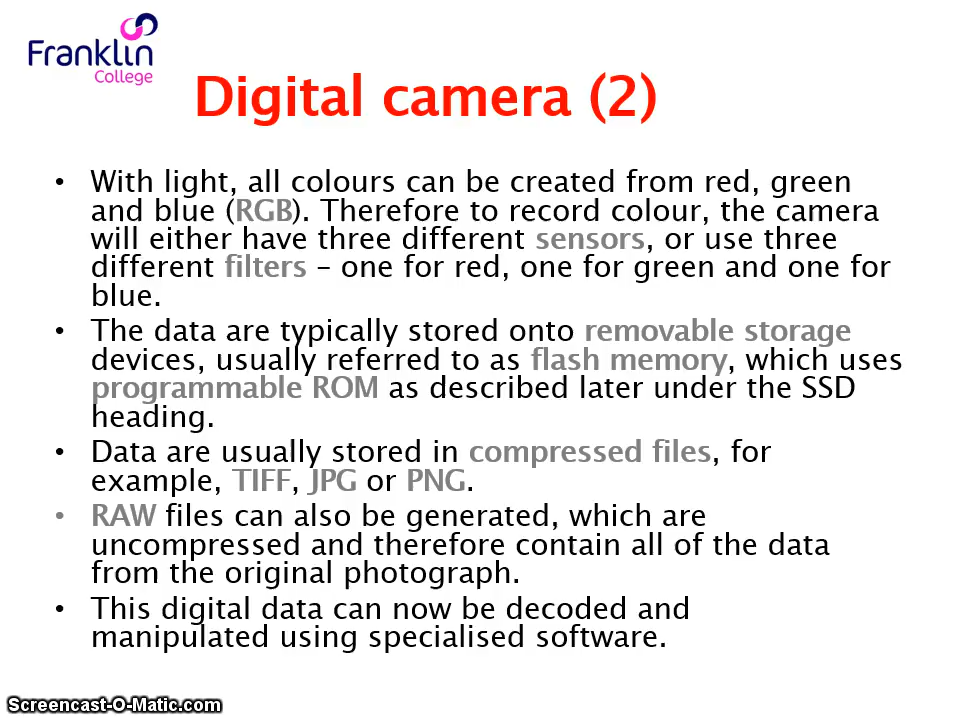 Franklin
College
Digital camera (2)
• With light, all colours can be created from red, green
and blue (RGB). Therefore to record colour, the camera
will either have three different sensors, or use three
different filters – one for red, one for green and one for
blue.
• The data are typically stored onto removable storage
devices, usually referred to as flash memory, which uses
programmable ROM as described later under the SSD
heading.
• Data are usually stored in compressed files, for
example, TIFF, JPG or PNG.
• RAW files can also be generated, which are
uncompressed and therefore contain all of the data
from the original photograph.
• This digital data can now be decoded and
manipulated using specialised software.
Screencast-O-Matic.com